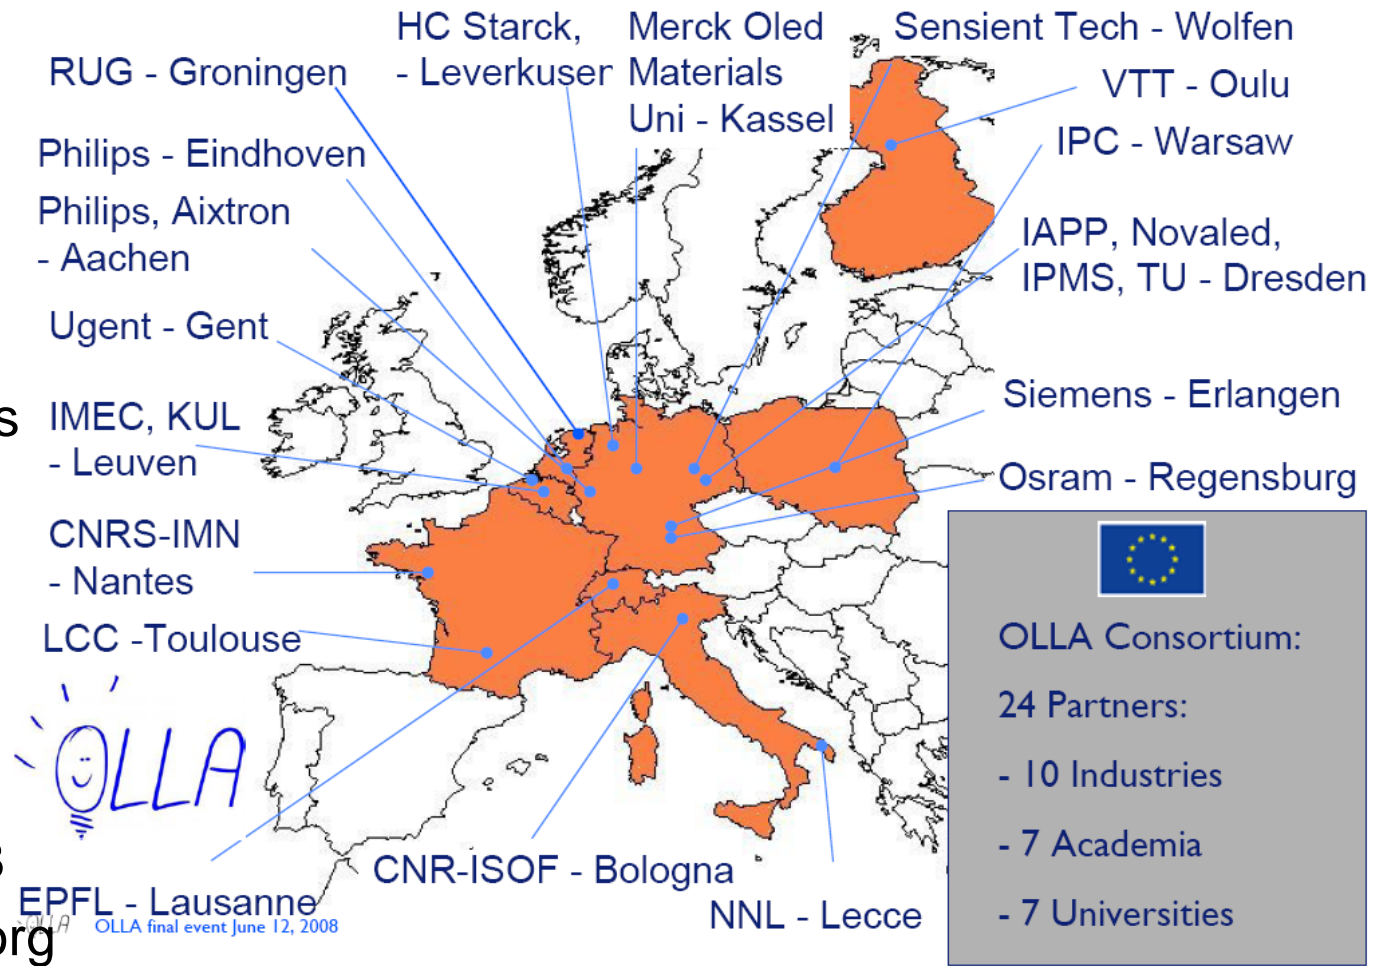 HC Starck,
- Leverkusen
Merck Oled
Materials
Uni - Kassel
Sensient Tech - Wolfen
RUG - Groningen
VTT - Oulu
IPC - Warsaw
Philips - Eindhoven
Philips, Aixtron
- Aachen
IAPP, Novaled,
IPMS, TU - Dresden
Ugent - Gent
Siemens - Erlangen
s
IMEC, KUL
- Leuven
Osram - Regensburg
CNRS-IMN
- Nantes
LCC -Toulouse
OLLA
OLLA Consortium:
24 Partners:
- 10 Industries
- 7 Academia
- 7 Universities
CNR-ISOF - Bologna
EPFL - Lausanne
NNL - Lecce
OLLA OLLA final event June 12, 2008
org